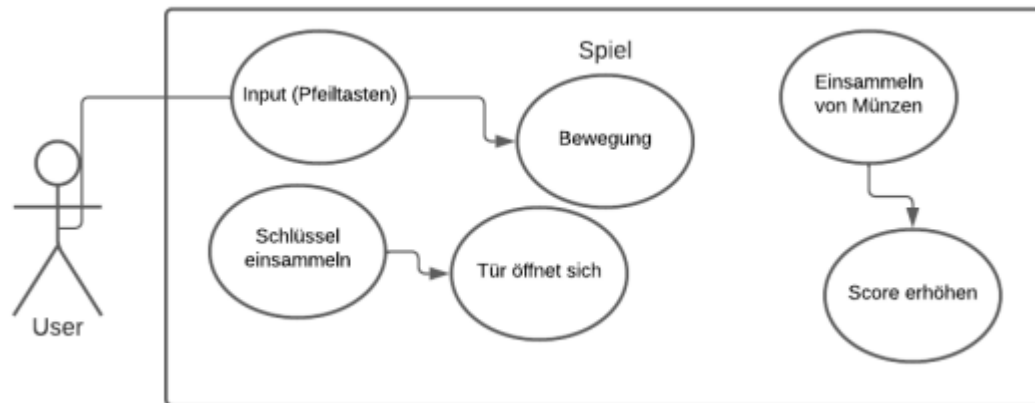 Spiel
Input (Pfeiltasten)
Bewegung
Einsammeln
von Münzen
Schlüssel
einsammeln
Tür öffnet sich
Score erhöhen
User